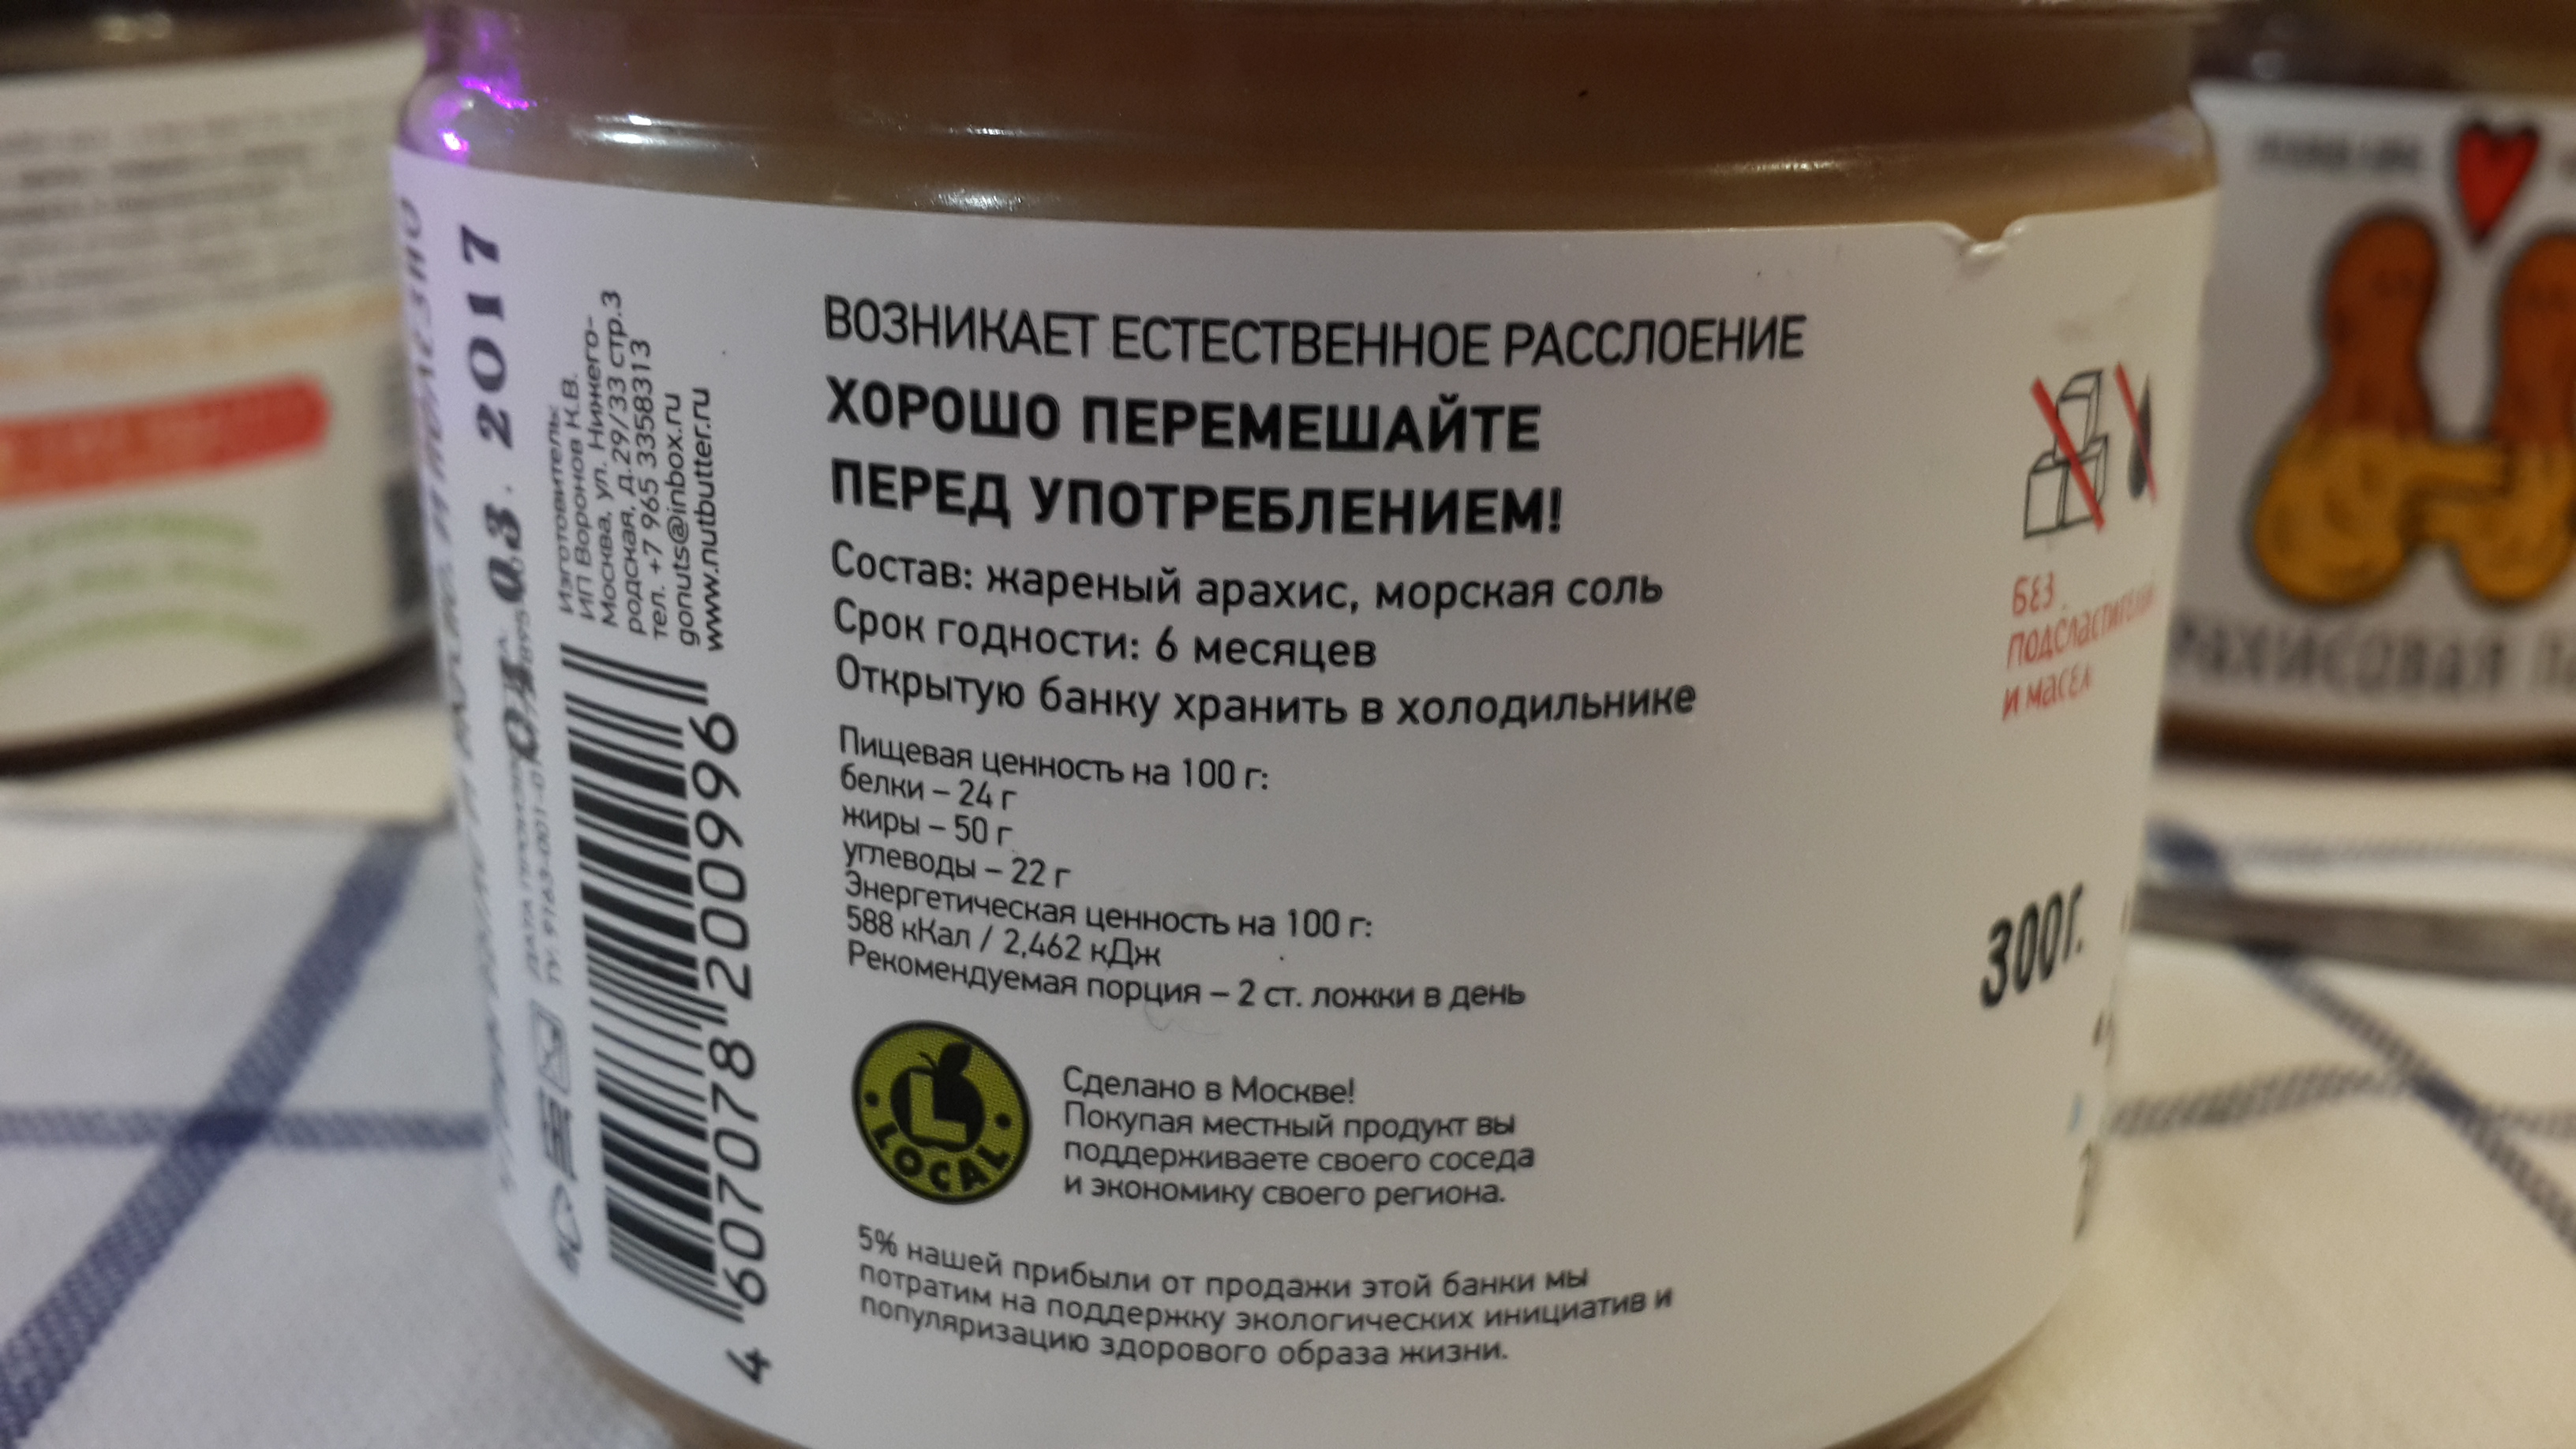 ВОЗНИКАЕТ ЕСТЕСТВЕННОЕ РАССЛОЕНИЕ
ХОРОШО ПЕРЕМЕШАЙТЕ
ПЕРЕД УПОТРЕБЛЕНИЕМ!
Состав: жареный арахис, морская соль
Срок годности: 6 месяцев
Открытую банку хранить в холодильнике
Пищевая ценность на 100 г:
белки – 24 г
жиры – 50 г
углеводы – 22 г
Энергетическая ценность на 100 г:
588 кКал / 2,462 кДж
Рекомендуемая порция – 2 ст. ложки в день
L
LOCAL
Сделано в Москве!
Покупая местный продукт вы
поддерживаете своего соседа
и экономику своего региона.
5% нашей прибыли от продажи этой банки мы
потратим на поддержку экологических инициатив и
популяризацию здорового образа жизни.
03. 2017
Изготовитель:
ИП Воронов К.В.
Москва, ул. Нижего-
родская, д.29/33 стр.3
тел. +7 965 33583313
gonuts@inbox.ru
www.nutbutter.ru
4 607078 200996
БЕЗ
ПОДСЛАСТИТЕЛЕЙ
И МАСЕЛ
300Г.